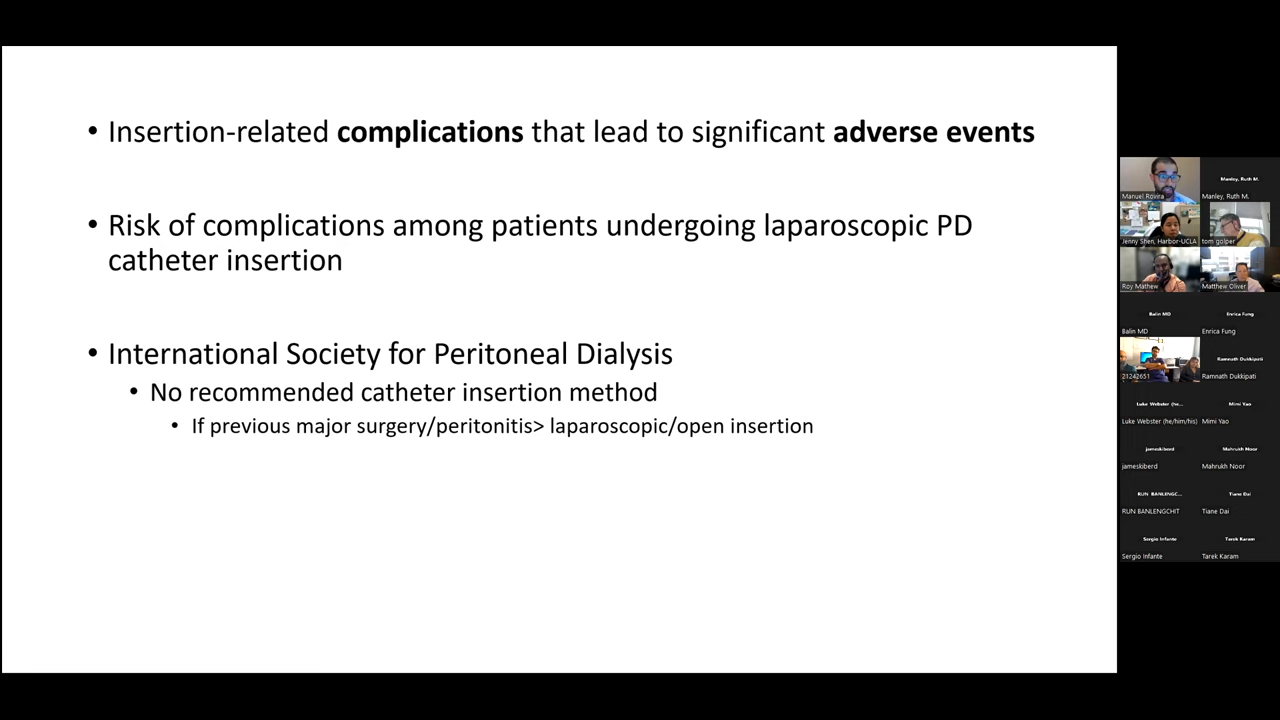 • Insertion-related complications that lead to significant adverse events
• Risk of complications among patients undergoing laparoscopic PD
catheter insertion
• International Society for Peritoneal Dialysis
• No recommended catheter insertion method
• If previous major surgery/peritonitis> laparoscopic/open insertion
Manuel Rovira
Manley, Ruth M.
Manley, Ruth M.
Jenny Shen, Harbor-UCLA
tom golper
Roy Mathew
Matthew Oliver
Balin MD
Balin MD
Enrica Fung
Enrica Fung
21242651
Ramnath Dukkipati
Ramnath Dukkipati
Luke Webster (he...
Luke Webster (he/him/his)
Mimi Yao
Mimi Yao
jameskiberd
jameskiberd
Mahrukh Noor
Mahrukh Noor
RUN BANLENGC...
RUN BANLENGCHIT
Tiane Dai
Tiane Dai
Sergio Infante
Sergio Infante
Tarek Karam
Tarek Karam